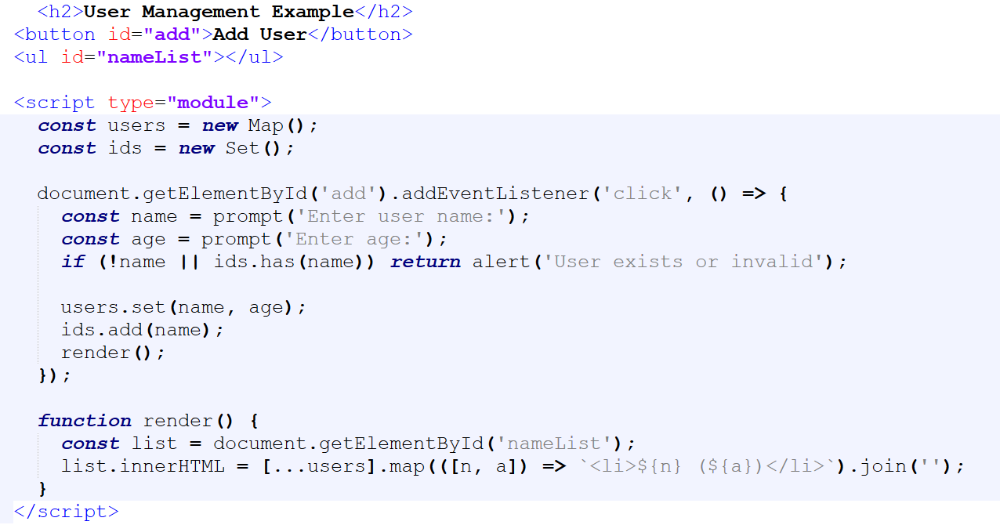 <h2>User Management Example</h2>
<button id="add">Add User</button>
<ul id="nameList"></ul>
<script type="module">
const users = new Map();
const ids = new Set();
document.getElementById('add').addEventListener('click', () => {
const name = prompt('Enter user name:');
const age = prompt('Enter age:');
if (!name || ids.has(name)) return alert('User exists or invalid');
users.set(name, age);
ids.add(name);
render();
});
function render() {
const list = document.getElementById('nameList');
list.innerHTML = [...users].map(([n, a]) => `<li>${n} (${a})</li>`).join('');
}
</script>